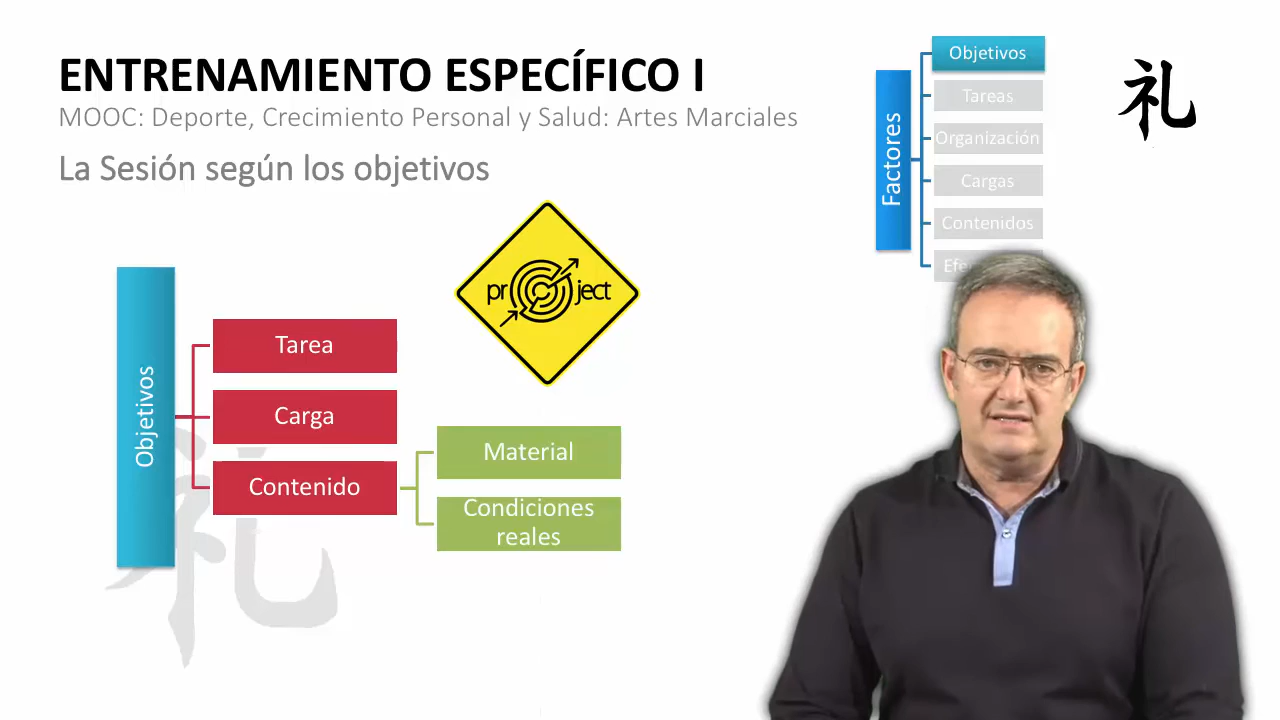 ENTRENAMIENTO ESPECÍFICO I
MOOC: Deporte, Crecimiento Personal y Salud: Artes Marciales
La Sesión según los objetivos
Factores
Objetivos
Tareas
Organización
Cargas
Contenidos
礼
pr ject
Objetivos
Tarea
Carga
Contenido
Material
Condiciones
reales
礼